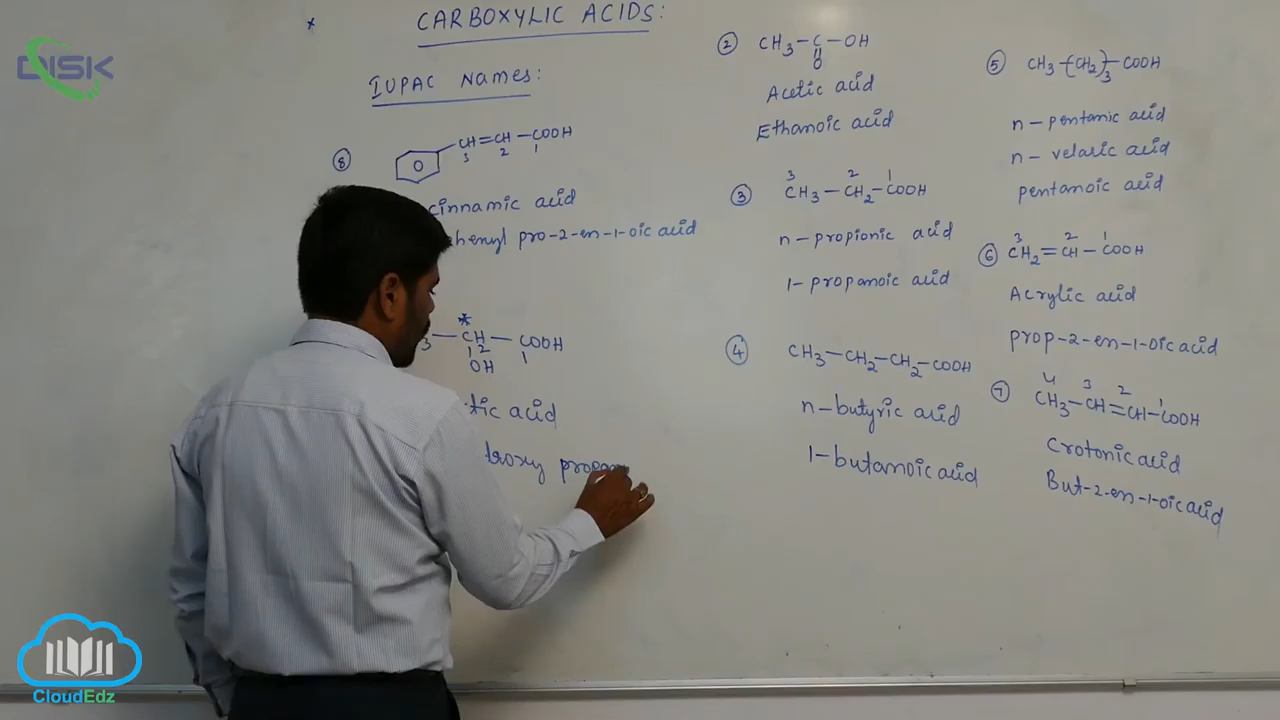 DISK
* CARBOXYLIC ACIDS:
IUPAC Names:
⑧ CH=CH-COOH
3 2 1
cinnamic acid
phenyl pro-2-en-1-oic acid
*
3 — CH — COOH
2 1
OH
tic acid
droxy propan
② CH3-C-OH
O
Acetic acid
Ethanoic acid
3 2 1
③ CH3-CH2-COOH
n-propionic acid
1-propanoic acid
④ CH3-CH2-CH2-COOH
n-butyric acid
1-butanoic acid
⑤ CH3-(CH2)3-COOH
n-pentanic acid
n-velaric acid
pentanoic acid
3 2 1
⑥ CH2=CH-COOH
Acrylic acid
prop-2-en-1-oic acid
4 3 2 1
⑦ CH3-CH=CH-COOH
Crotonic acid
But-2-en-1-oic acid
CloudEdz